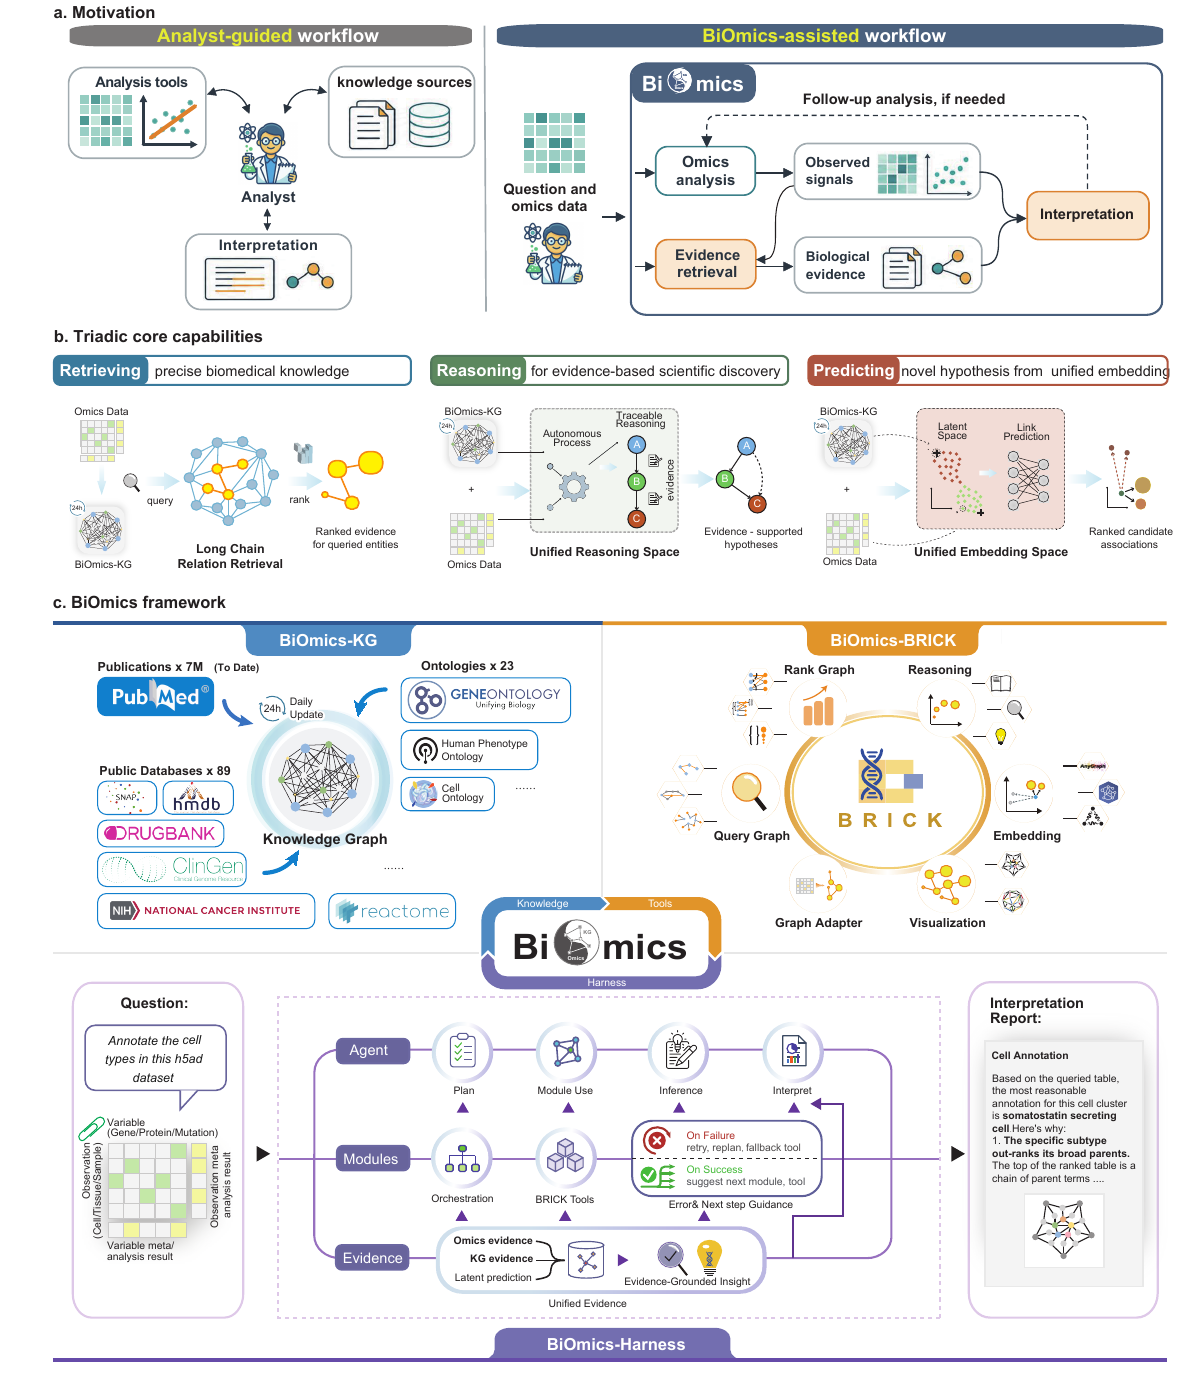 a. Motivation
Analyst-guided workflow
BiOmics-assisted workflow
Analysis tools
knowledge sources
Analyst
Interpretation
Question and
omics data
Bi mics
Follow-up analysis, if needed
Omics
analysis
Observed
signals
Interpretation
Evidence
retrieval
Biological
evidence
b. Triadic core capabilities
Retrieving precise biomedical knowledge
Reasoning for evidence-based scientific discovery
Predicting novel hypothesis from unified embedding
Omics Data
24h
BiOmics-KG
query
Long Chain
Relation Retrieval
rank
Ranked evidence
for queried entities
BiOmics-KG
24h
+
Omics Data
Autonomous
Process
Traceable
Reasoning
A
B
C
evidence
Unified Reasoning Space
A
B
C
Evidence - supported
hypotheses
BiOmics-KG
24h
+
Omics Data
Latent
Space
Link
Prediction
Unified Embedding Space
Ranked candidate
associations
c. BiOmics framework
BiOmics-KG
Publications x 7M (To Date)
PubMed®
24h
Daily
Update
Ontologies x 23
GENEONTOLOGY
Unifying Biology
Human Phenotype
Ontology
Cell
Ontology
......
Public Databases x 89
SNAP
hmdb
DRUGBANK
ClinGen
Clinical Genome Resource
Knowledge Graph
......
NIH NATIONAL CANCER INSTITUTE
reactome
BiOmics-BRICK
Rank Graph
Reasoning
Query Graph
BRICK
Embedding
AnyGraph
Graph Adapter
Visualization
Knowledge
Tools
Bi mics
KG
Omics
Harness
Question:
Annotate the cell
types in this h5ad
dataset
Variable
(Gene/Protein/Mutation)
Observation
(Cell/Tissue/Sample)
Observation meta
analysis result
Variable meta/
analysis result
Agent
Plan
Module Use
Inference
Interpret
Modules
Orchestration
BRICK Tools
On Failure
retry, replan, fallback tool
On Success
suggest next module, tool
Error& Next step Guidance
Evidence
Omics evidence
KG evidence
Latent prediction
Evidence-Grounded Insight
Unified Evidence
Interpretation
Report:
Cell Annotation
Based on the queried table,
the most reasonable
annotation for this cell cluster
is somatostatin secreting
cell.Here's why:
1. The specific subtype
out-ranks its broad parents.
The top of the ranked table is a
chain of parent terms ....
BiOmics-Harness